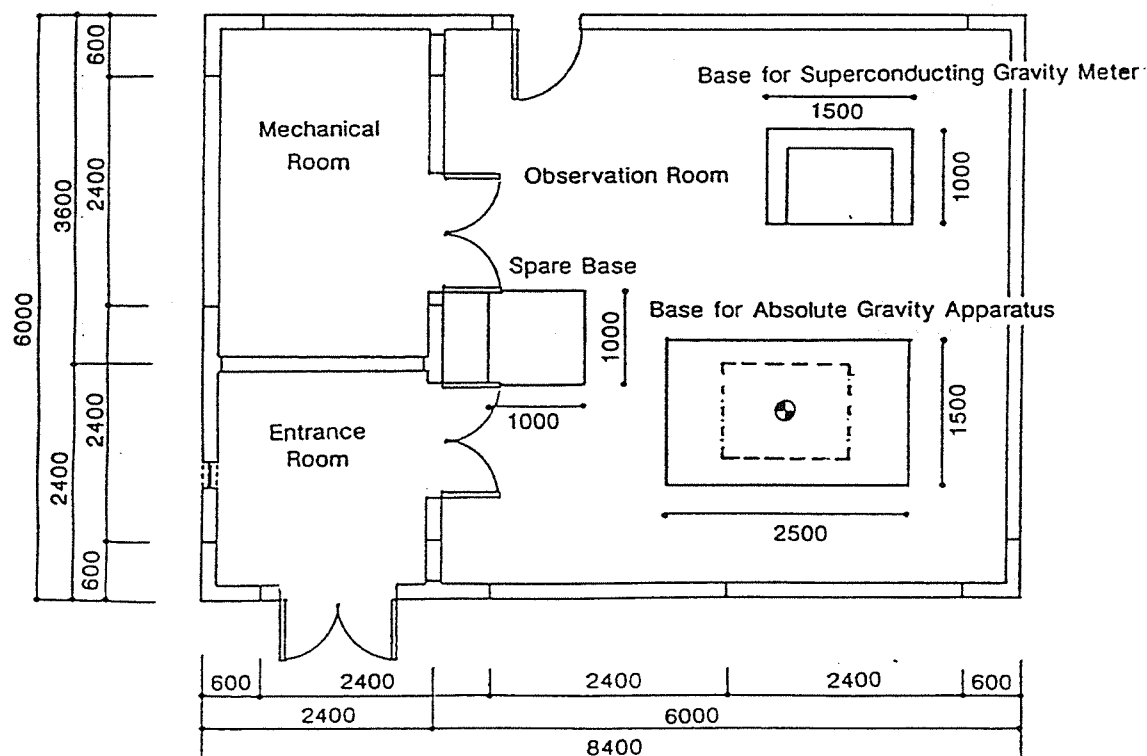 Base for Superconducting Gravity Meter
1500
1000
Mechanical
Room
Observation Room
Spare Base
1000
1000
Base for Absolute Gravity Apparatus
1500
2500
Entrance
Room
600
2400
2400
600
3600
2400
6000
600
2400
2400
2400
600
2400
6000
8400